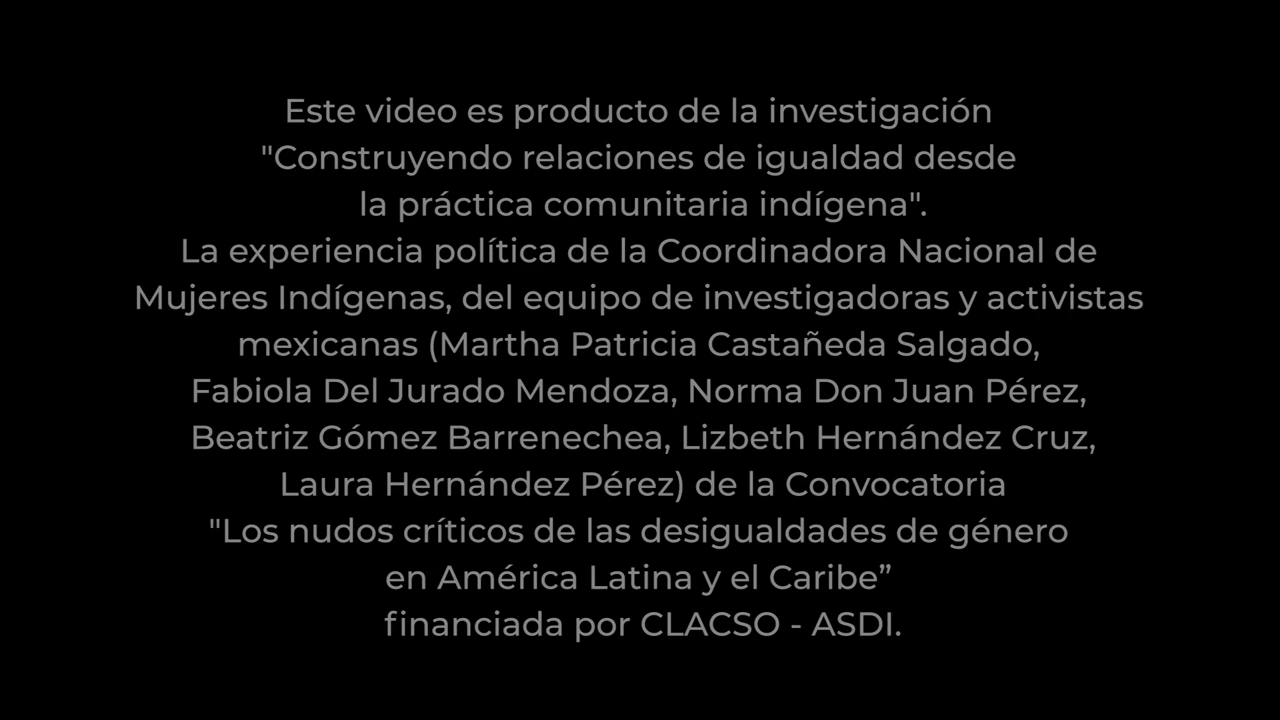 Este video es producto de la investigación
"Construyendo relaciones de igualdad desde
la práctica comunitaria indígena".
La experiencia política de la Coordinadora Nacional de
Mujeres Indígenas, del equipo de investigadoras y activistas
mexicanas (Martha Patricia Castañeda Salgado,
Fabiola Del Jurado Mendoza, Norma Don Juan Pérez,
Beatriz Gómez Barrenechea, Lizbeth Hernández Cruz,
Laura Hernández Pérez) de la Convocatoria
"Los nudos críticos de las desigualdades de género
en América Latina y el Caribe”
financiada por CLACSO - ASDI.